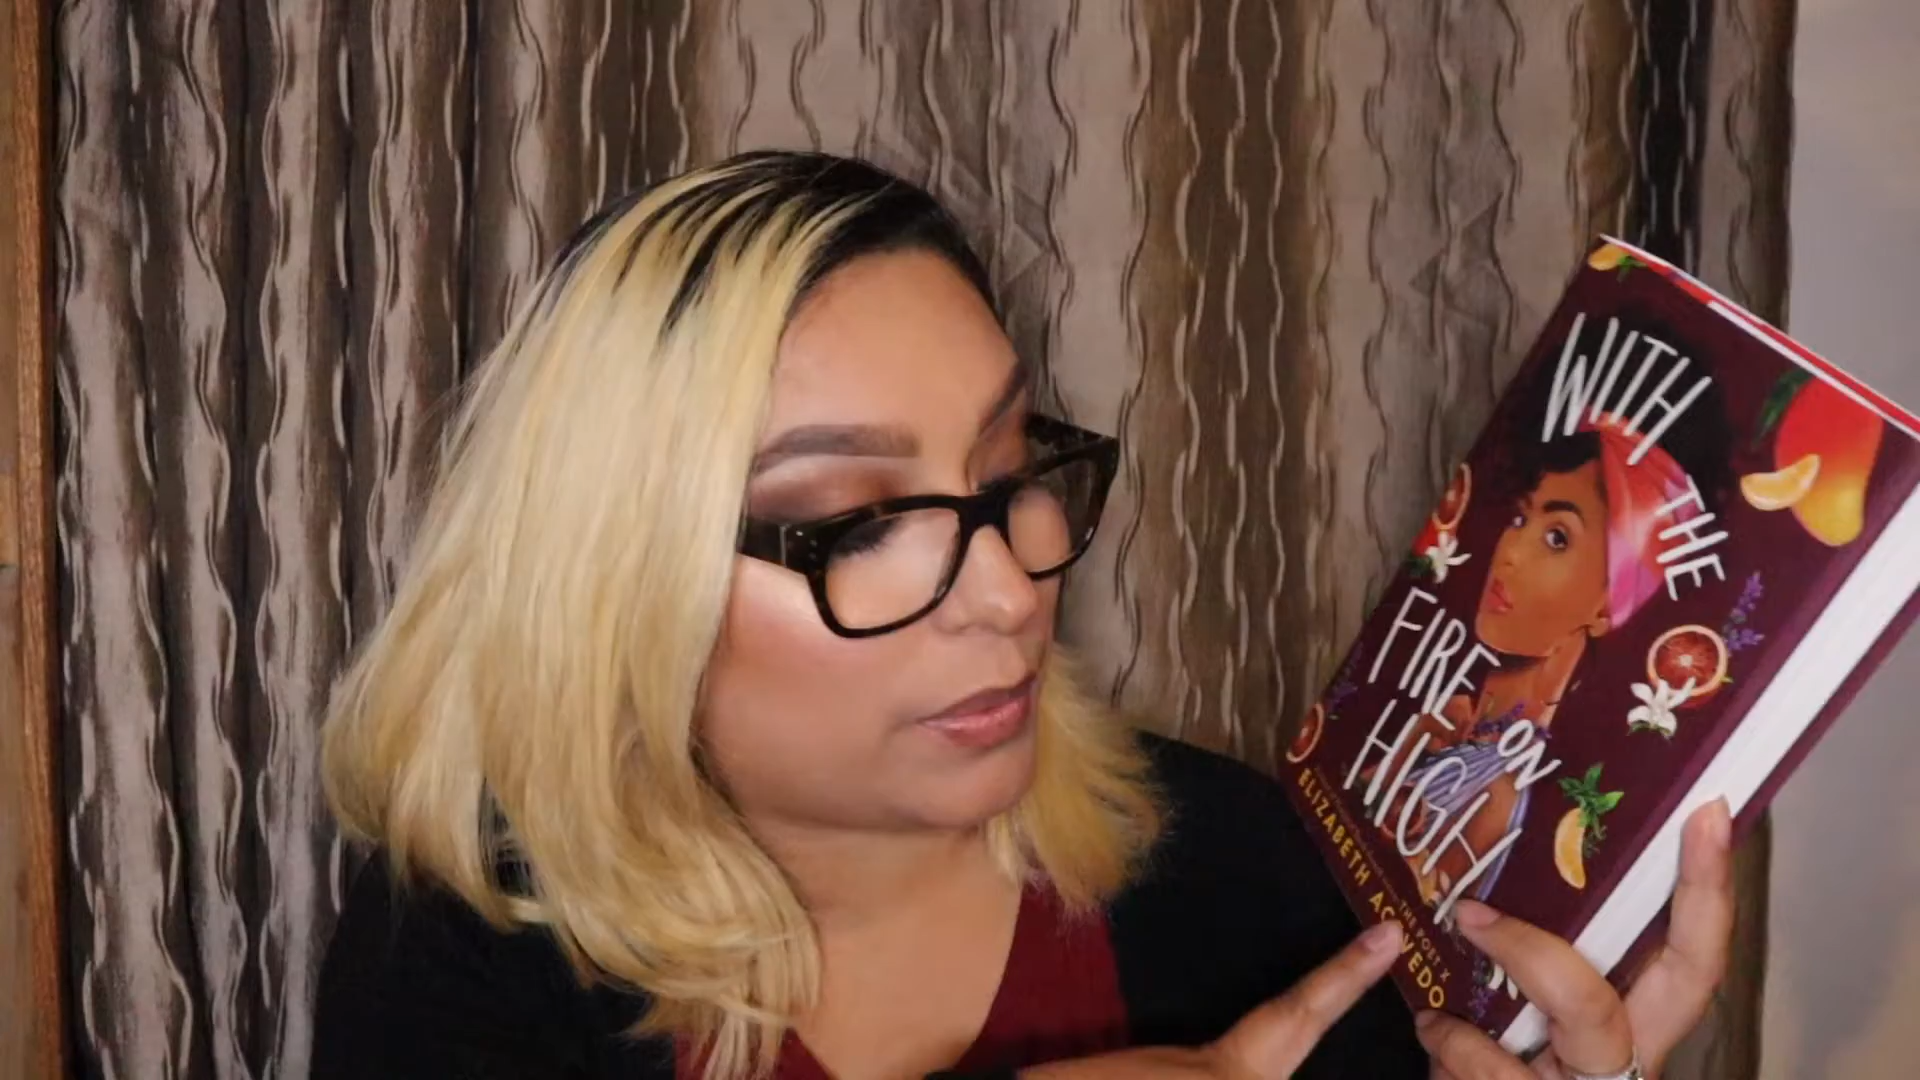 WITH
THE
FIRE
ON
HIGH
THE POET X
ELIZABETH ACEVEDO